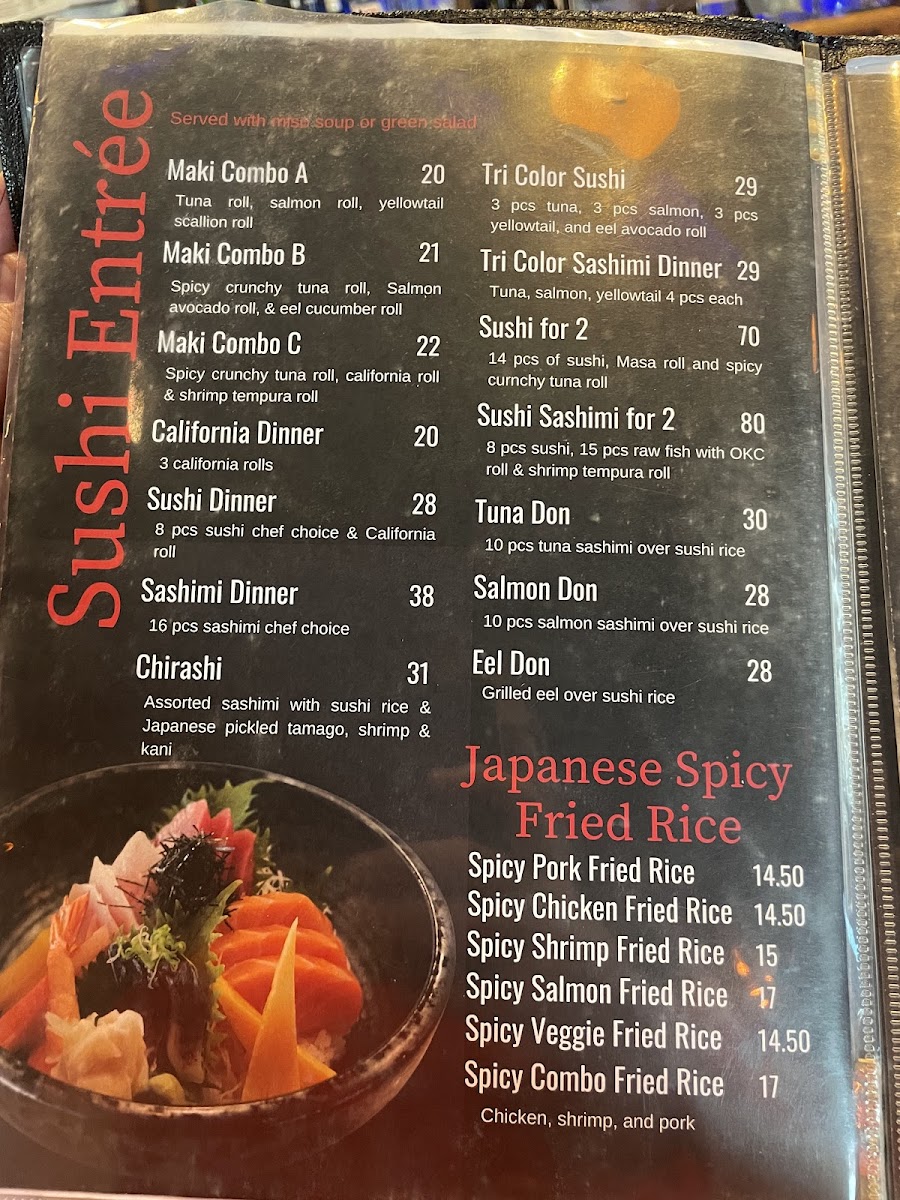 Sushi Entrée
Served with miso soup or green salad
Maki Combo A 20
Tuna roll, salmon roll, yellowtail
scallion roll
Maki Combo B 21
Spicy crunchy tuna roll, Salmon
avocado roll, & eel cucumber roll
Maki Combo C 22
Spicy crunchy tuna roll, california roll
& shrimp tempura roll
California Dinner 20
3 california rolls
Sushi Dinner 28
8 pcs sushi chef choice & California
roll
Sashimi Dinner 38
16 pcs sashimi chef choice
Chirashi 31
Assorted sashimi with sushi rice &
Japanese pickled tamago, shrimp &
kani
Tri Color Sushi 29
3 pcs tuna, 3 pcs salmon, 3 pcs
yellowtail, and eel avocado roll
Tri Color Sashimi Dinner 29
Tuna, salmon, yellowtail 4 pcs each
Sushi for 2 70
14 pcs of sushi, Masa roll and spicy
curnchy tuna roll
Sushi Sashimi for 2 80
8 pcs sushi, 15 pcs raw fish with OKC
roll & shrimp tempura roll
Tuna Don 30
10 pcs tuna sashimi over sushi rice
Salmon Don 28
10 pcs salmon sashimi over sushi rice
Eel Don 28
Grilled eel over sushi rice
Japanese Spicy
Fried Rice
Spicy Pork Fried Rice 14.50
Spicy Chicken Fried Rice 14.50
Spicy Shrimp Fried Rice 15
Spicy Salmon Fried Rice 17
Spicy Veggie Fried Rice 14.50
Spicy Combo Fried Rice 17
Chicken, shrimp, and pork